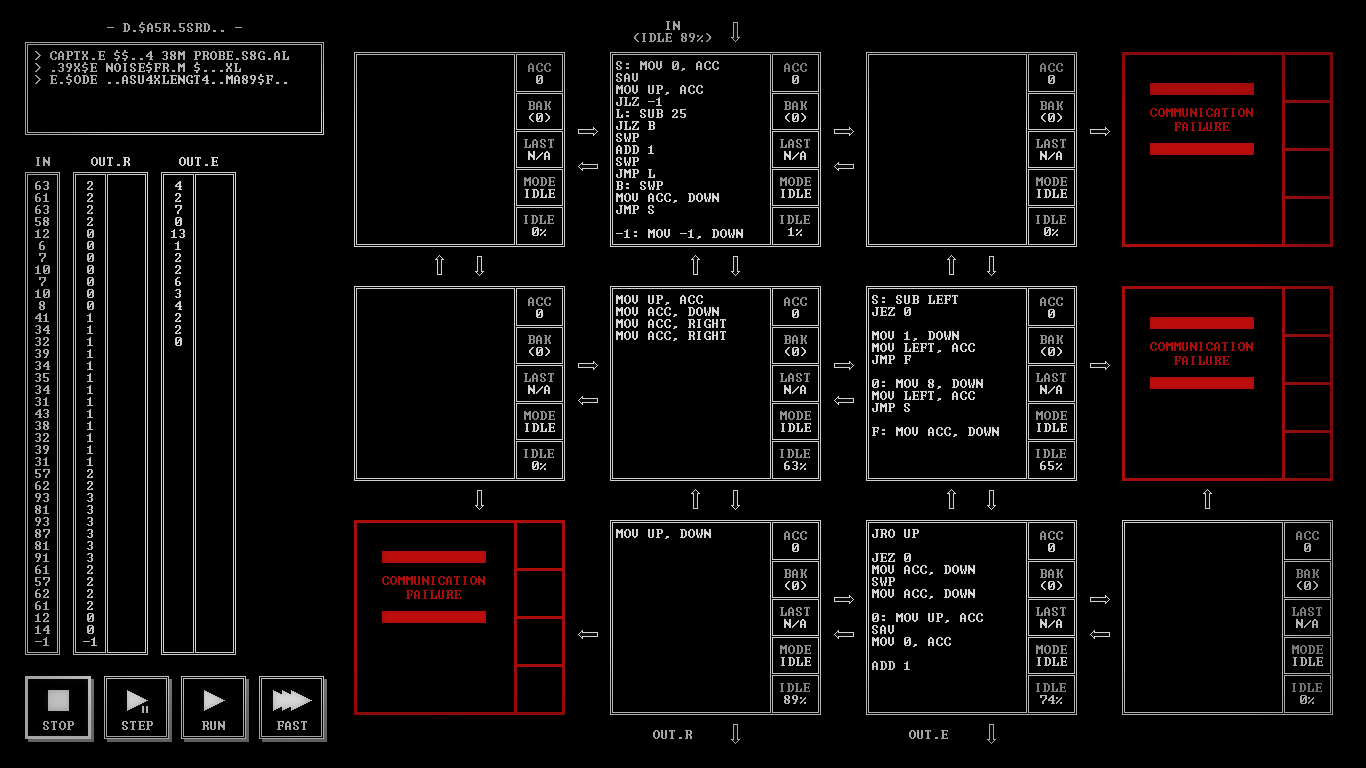 - D.$A5R.5SRD.. -
> CAPTX.E $$..4 38M PROBE.S8G.AL
> .39X$E NOISE$FR.M $...XL
> E.$ODE ..ASU4XLENGT4..MA89$F..
IN OUT.R OUT.E
63 2 4
61 2 2
63 2 7
58 2 0
12 0 13
6 0 1
7 0 2
10 0 2
7 0 6
10 0 3
8 0 4
41 1 2
34 1 2
32 1 0
39 1
34 1
35 1
34 1
31 1
43 1
38 1
32 1
39 1
31 1
57 2
62 2
93 3
81 3
93 3
87 3
81 3
91 3
61 2
57 2
62 2
61 2
12 0
14 0
-1 -1
STOP
STEP
RUN
FAST
IN
(IDLE 89%)
ACC
0
BAK
(0)
LAST
N/A
MODE
IDLE
IDLE
0%
S: MOV 0, ACC
SAV
MOV UP, ACC
JLZ -1
L: SUB 25
JLZ B
SWP
ADD 1
SWP
JMP L
B: SWP
MOV ACC, DOWN
JMP S
-1: MOV -1, DOWN
ACC
0
BAK
(0)
LAST
N/A
MODE
IDLE
IDLE
1%
ACC
0
BAK
(0)
LAST
N/A
MODE
IDLE
IDLE
0%
COMMUNICATION
FAILURE
ACC
0
BAK
(0)
LAST
N/A
MODE
IDLE
IDLE
0%
MOV UP, ACC
MOV ACC, DOWN
MOV ACC, RIGHT
MOV ACC, RIGHT
ACC
0
BAK
(0)
LAST
N/A
MODE
IDLE
IDLE
63%
S: SUB LEFT
JEZ 0
MOV 1, DOWN
MOV LEFT, ACC
JMP F
0: MOV 8, DOWN
MOV LEFT, ACC
JMP S
F: MOV ACC, DOWN
ACC
0
BAK
(0)
LAST
N/A
MODE
IDLE
IDLE
65%
COMMUNICATION
FAILURE
COMMUNICATION
FAILURE
MOV UP, DOWN
ACC
0
BAK
(0)
LAST
N/A
MODE
IDLE
IDLE
89%
JRO UP
JEZ 0
MOV ACC, DOWN
SWP
MOV ACC, DOWN
0: MOV UP, ACC
SAV
MOV 0, ACC
ADD 1
ACC
0
BAK
(0)
LAST
N/A
MODE
IDLE
IDLE
74%
ACC
0
BAK
(0)
LAST
N/A
MODE
IDLE
IDLE
0%
OUT.R
OUT.E